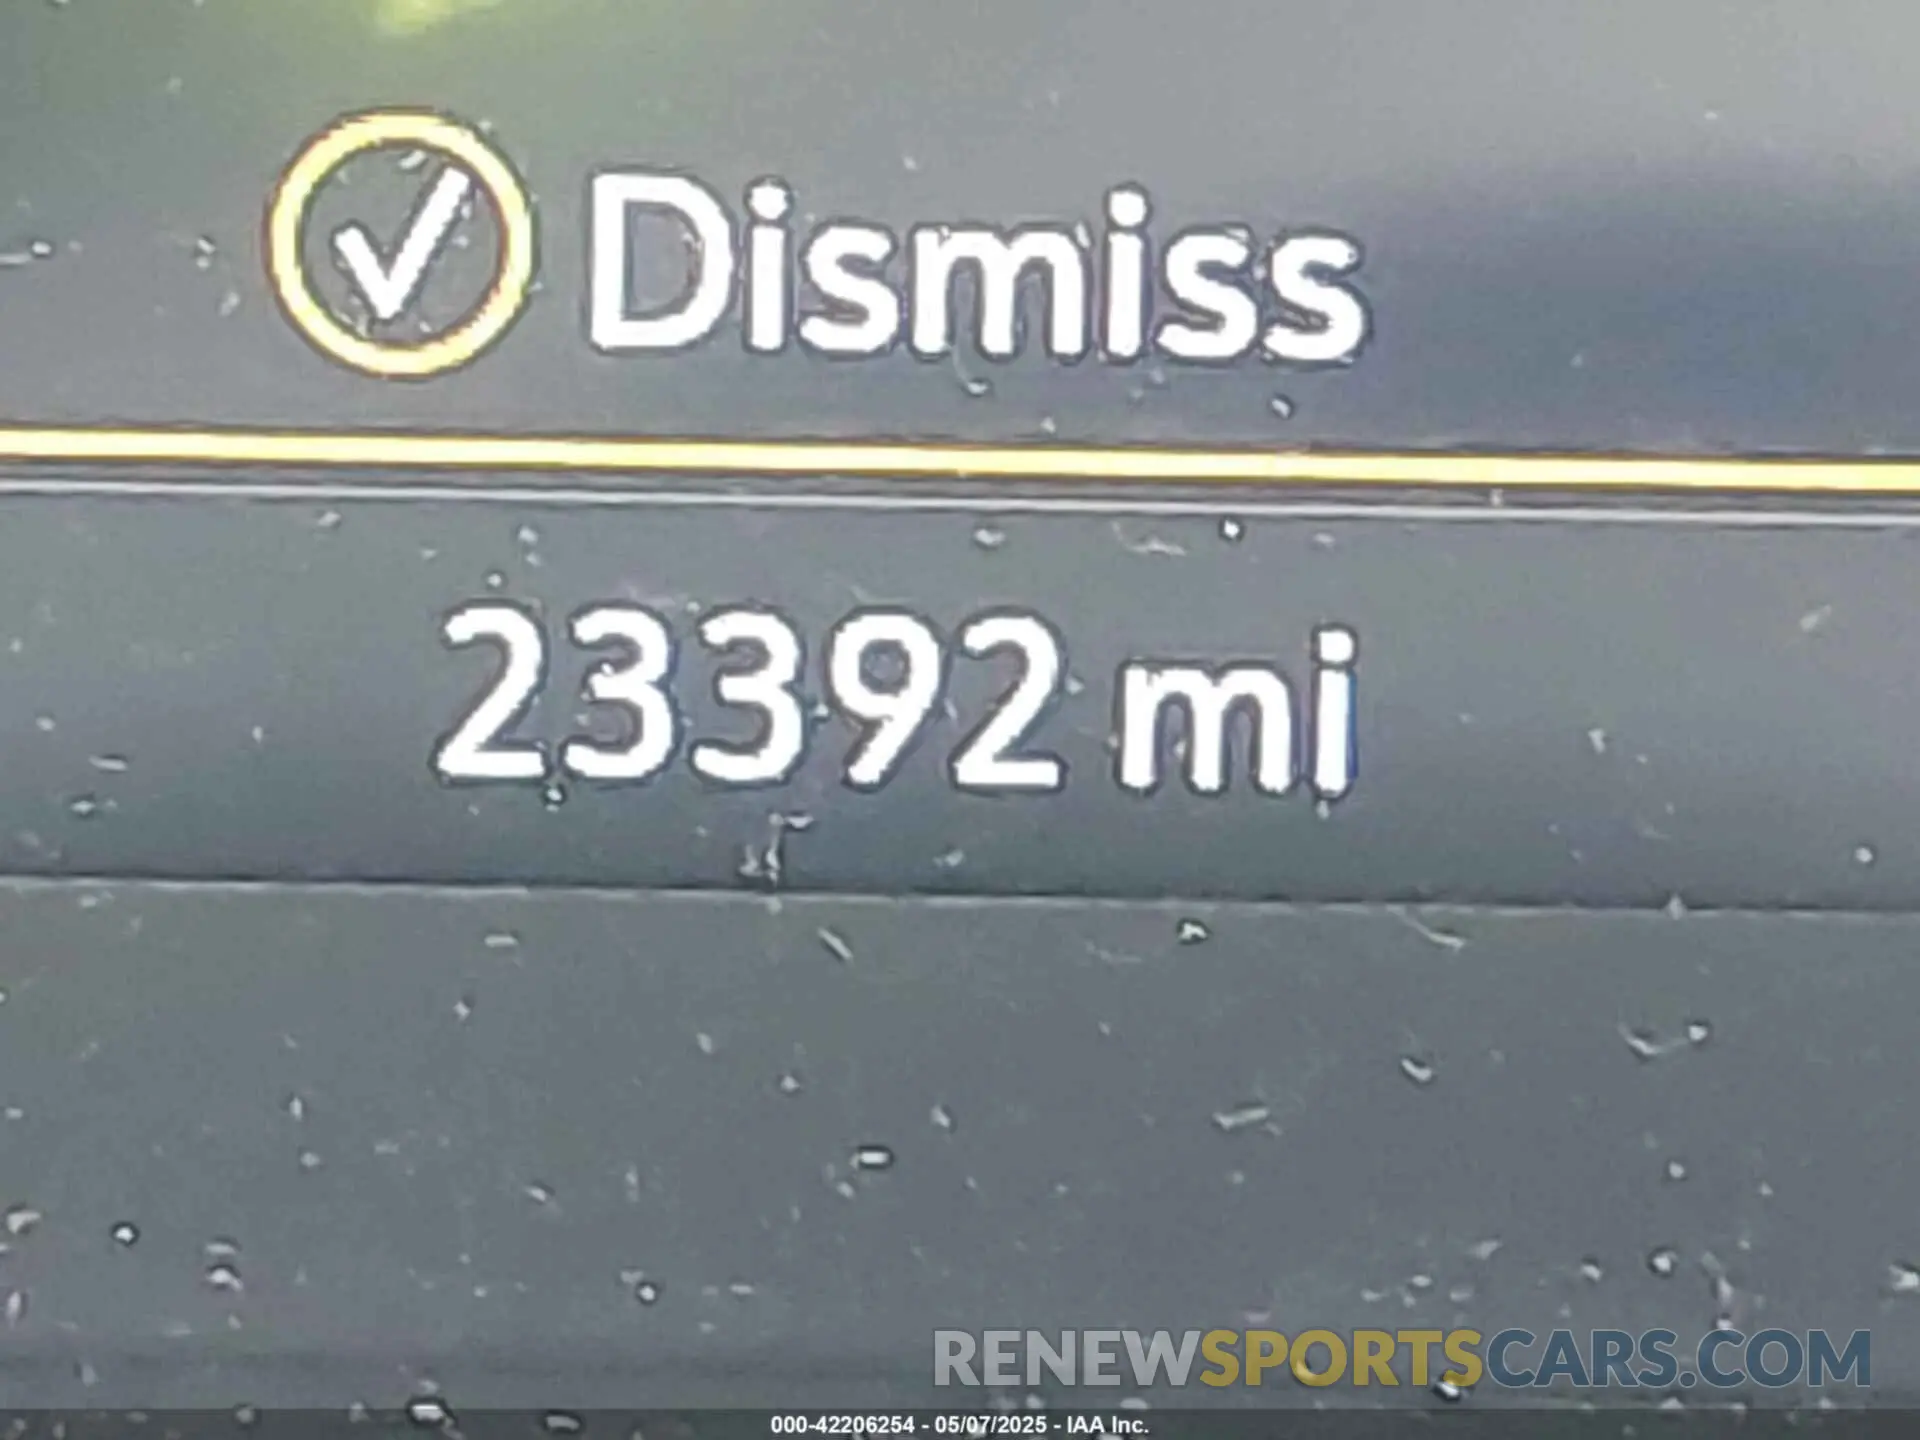 Dismiss
23392 mi
RENEWSPORTSCARS.COM
000-42206254 - 05/07/2025 - IAA Inc.